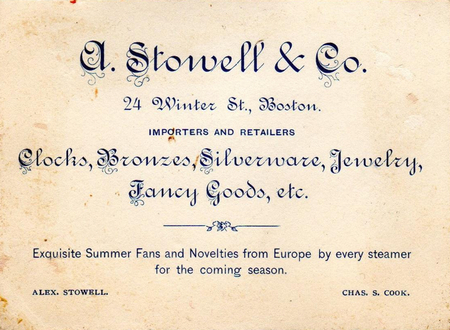 A. Stowell & Co.
24 Winter St., Boston.
IMPORTERS AND RETAILERS
Clocks, Bronzes, Silverware, Jewelry,
Fancy Goods, etc.
Exquisite Summer Fans and Novelties from Europe by every steamer
for the coming season.
ALEX. STOWELL. CHAS. S. COOK.